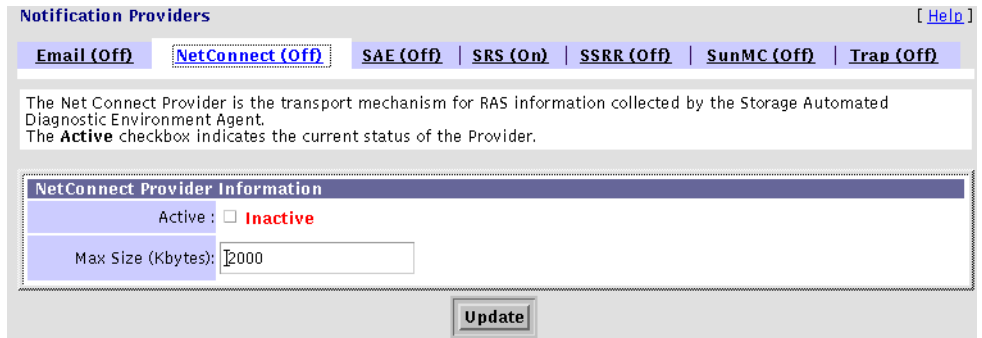 Notification Providers [ Help ]
Email (Off) NetConnect (Off) SAE (Off) | SRS (On) | SSRR (Off) | SunMC (Off) | Trap (Off)
The Net Connect Provider is the transport mechanism for RAS information collected by the Storage Automated
Diagnostic Environment Agent.
The Active checkbox indicates the current status of the Provider.
NetConnect Provider Information
Active : Inactive
Max Size (Kbytes): 2000
Update